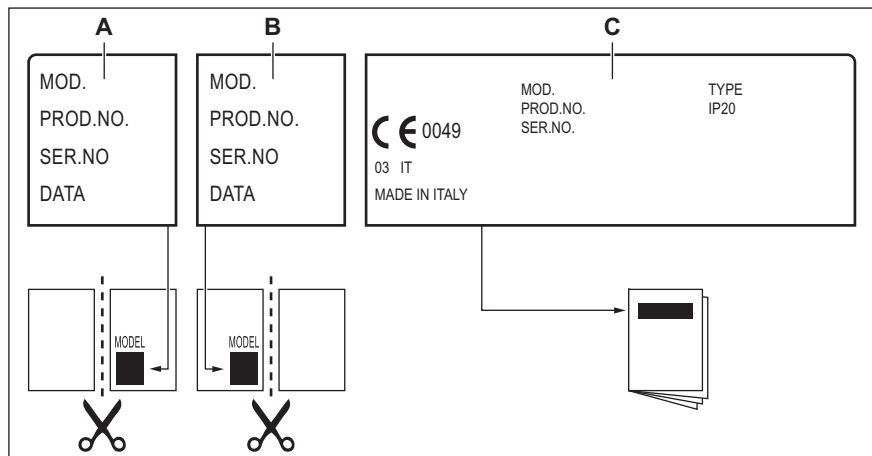 A
MOD.
PROD.NO.
SER.NO
DATA
MODEL
B
MOD.
PROD.NO.
SER.NO
DATA
MODEL
C
MOD.
PROD.NO.
SER.NO.
TYPE
IP20
CE 0049
03 IT
MADE IN ITALY